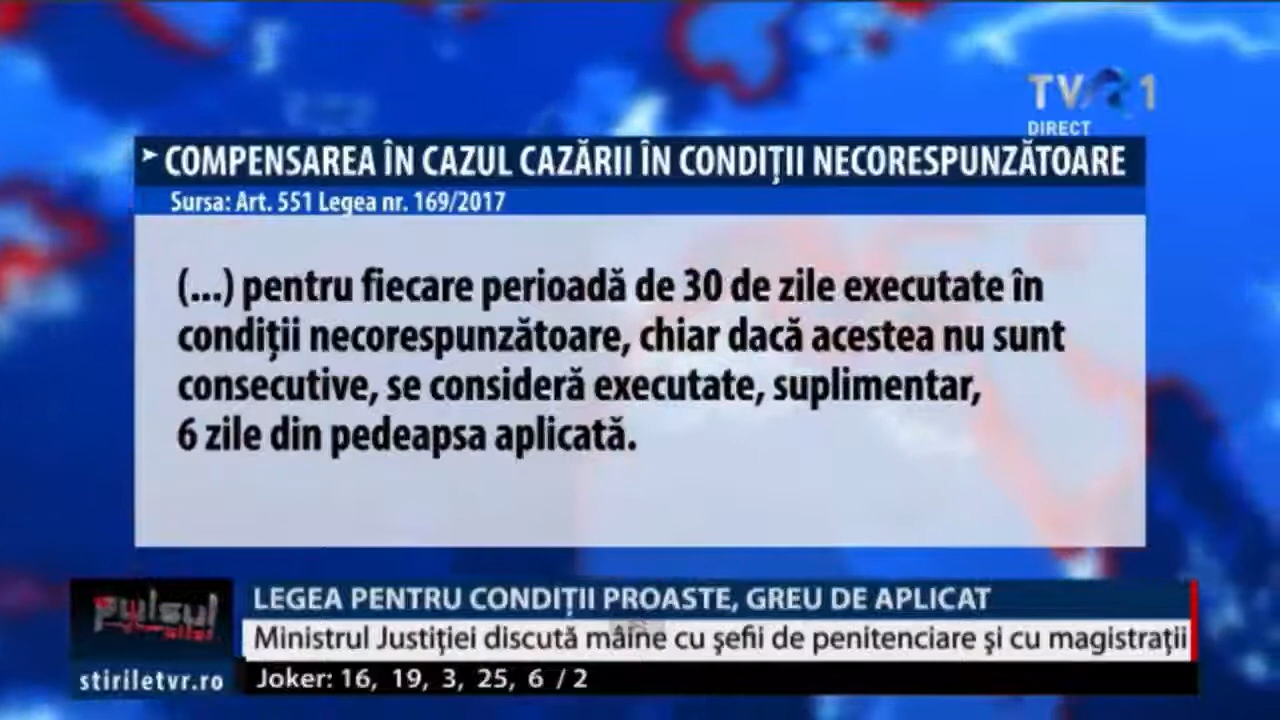 TVR 1
DIRECT
COMPENSAREA ÎN CAZUL CAZĂRII ÎN CONDIȚII NECORESPUNZĂTOARE
Sursa: Art. 551 Legea nr. 169/2017
(...) pentru fiecare perioadă de 30 de zile executate în
condiții necorespunzătoare, chiar dacă acestea nu sunt
consecutive, se consideră executate, suplimentar,
6 zile din pedeapsa aplicată.
pulsul
zilei
LEGEA PENTRU CONDIȚII PROASTE, GREU DE APLICAT
Ministrul Justiției discută mâine cu șefii de penitenciare și cu magistrații
stiriletvr.ro
Joker: 16, 19, 3, 25, 6 / 2